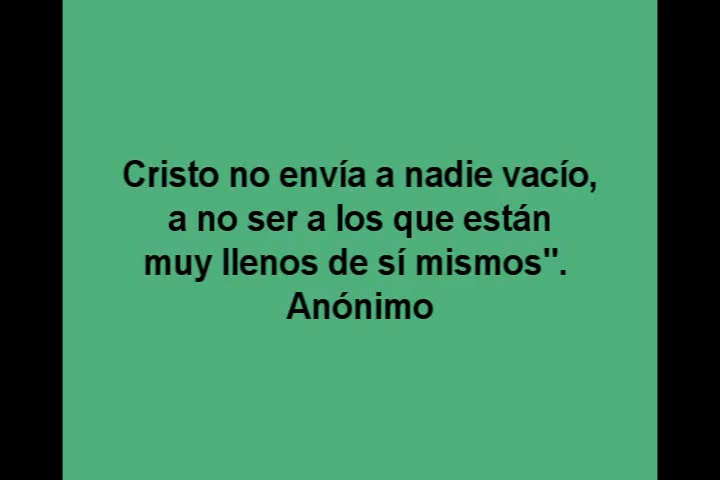 Cristo no envía a nadie vacío,
a no ser a los que están
muy llenos de sí mismos".
Anónimo